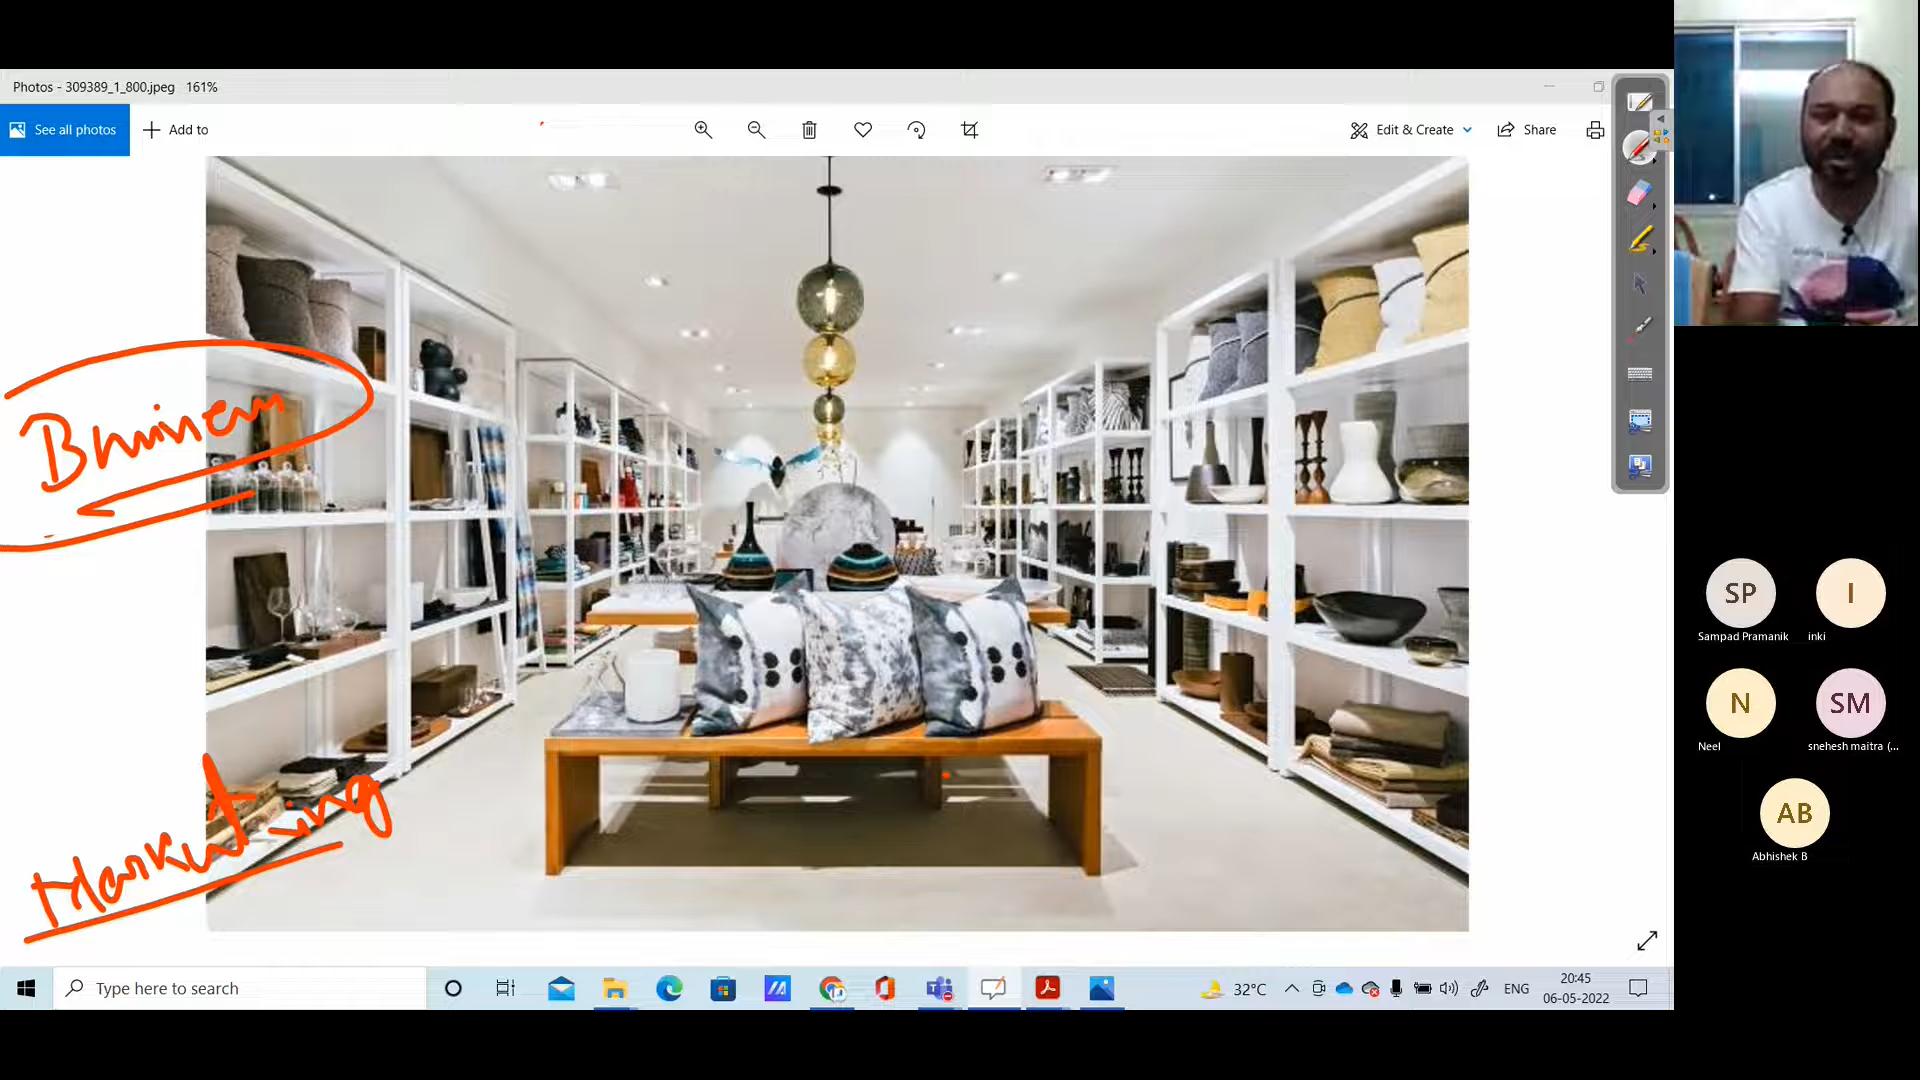 Photos - 309389_1_800.jpeg 161%
See all photos
Add to
Edit & Create
Share
Business
Marketing
SP
Sampad Pramanik
I
inki
N
Neel
SM
snehesh maitra (...
AB
Abhishek B
Type here to search
32°C
ENG
20:45
06-05-2022